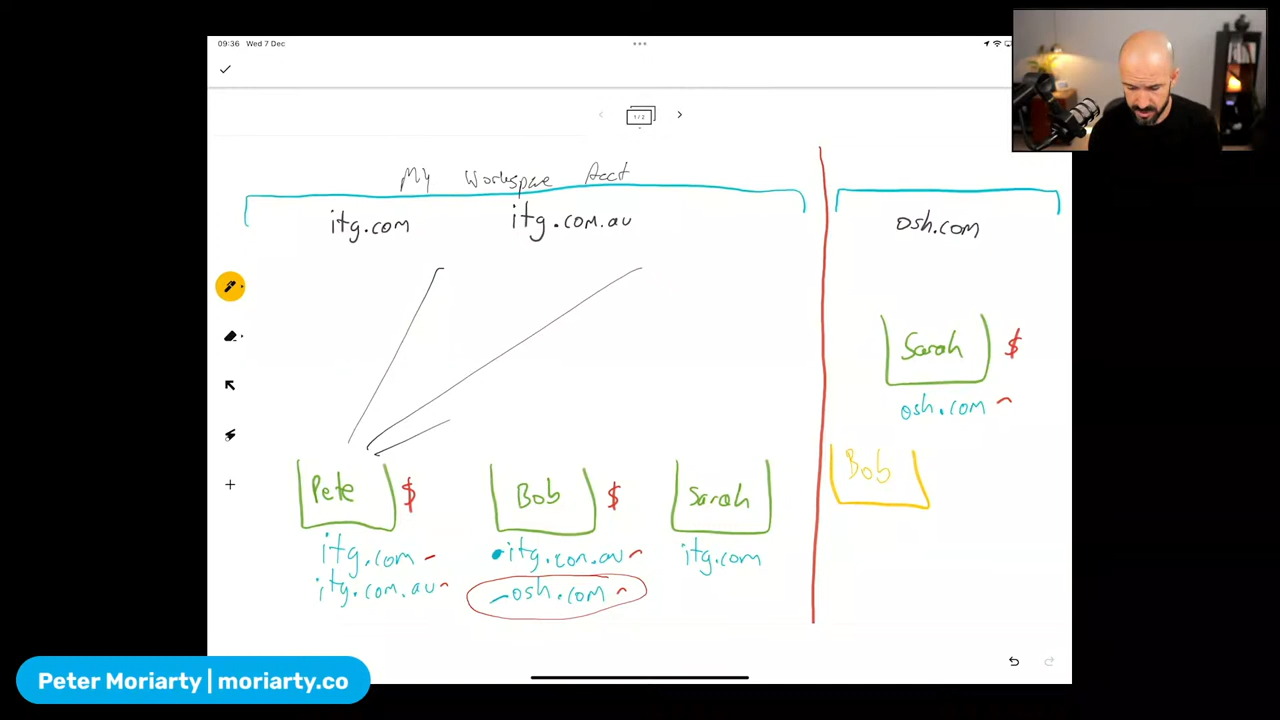 09:36 Wed 7 Dec
1/2
My Workspace Acct
itg.com itg.com.au osh.com
Sarah $
osh.com
Bob
Pete $ Bob $ Sarah
itg.com itg.com.au itg.com
itg.com.au osh.com
Peter Moriarty | moriarty.co